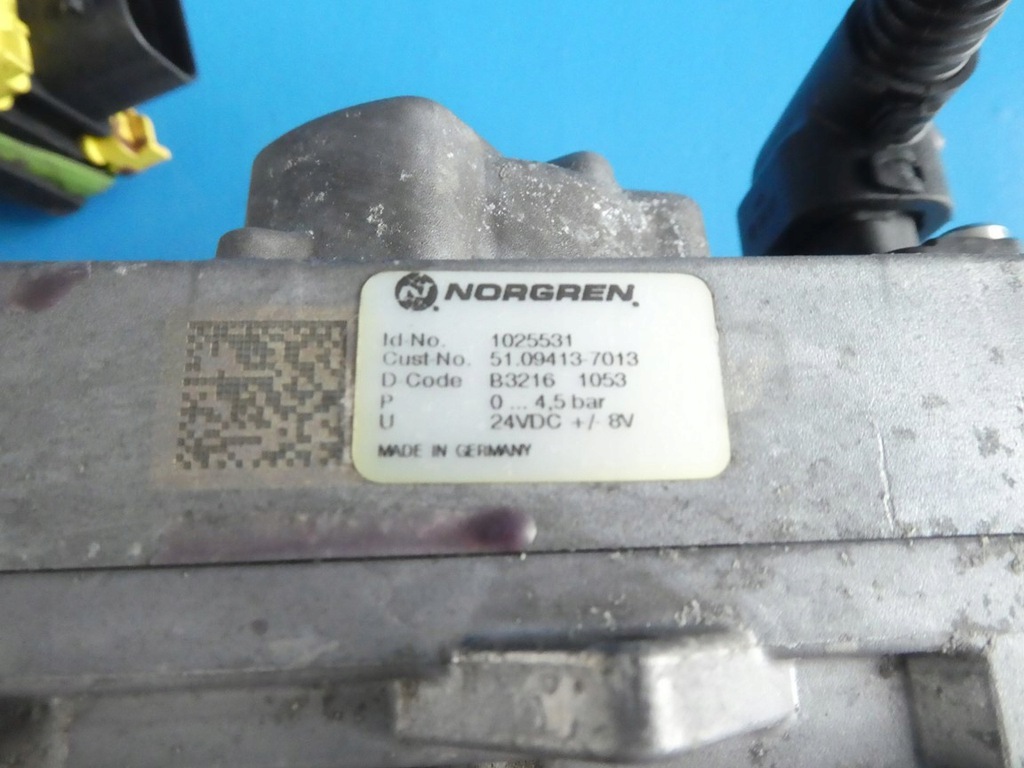 NORGREN
Id-No. 1025531
Cust-No. 51.09413-7013
D-Code B3216 1053
P 0 ... 4,5 bar
U 24VDC +/- 8V
MADE IN GERMANY